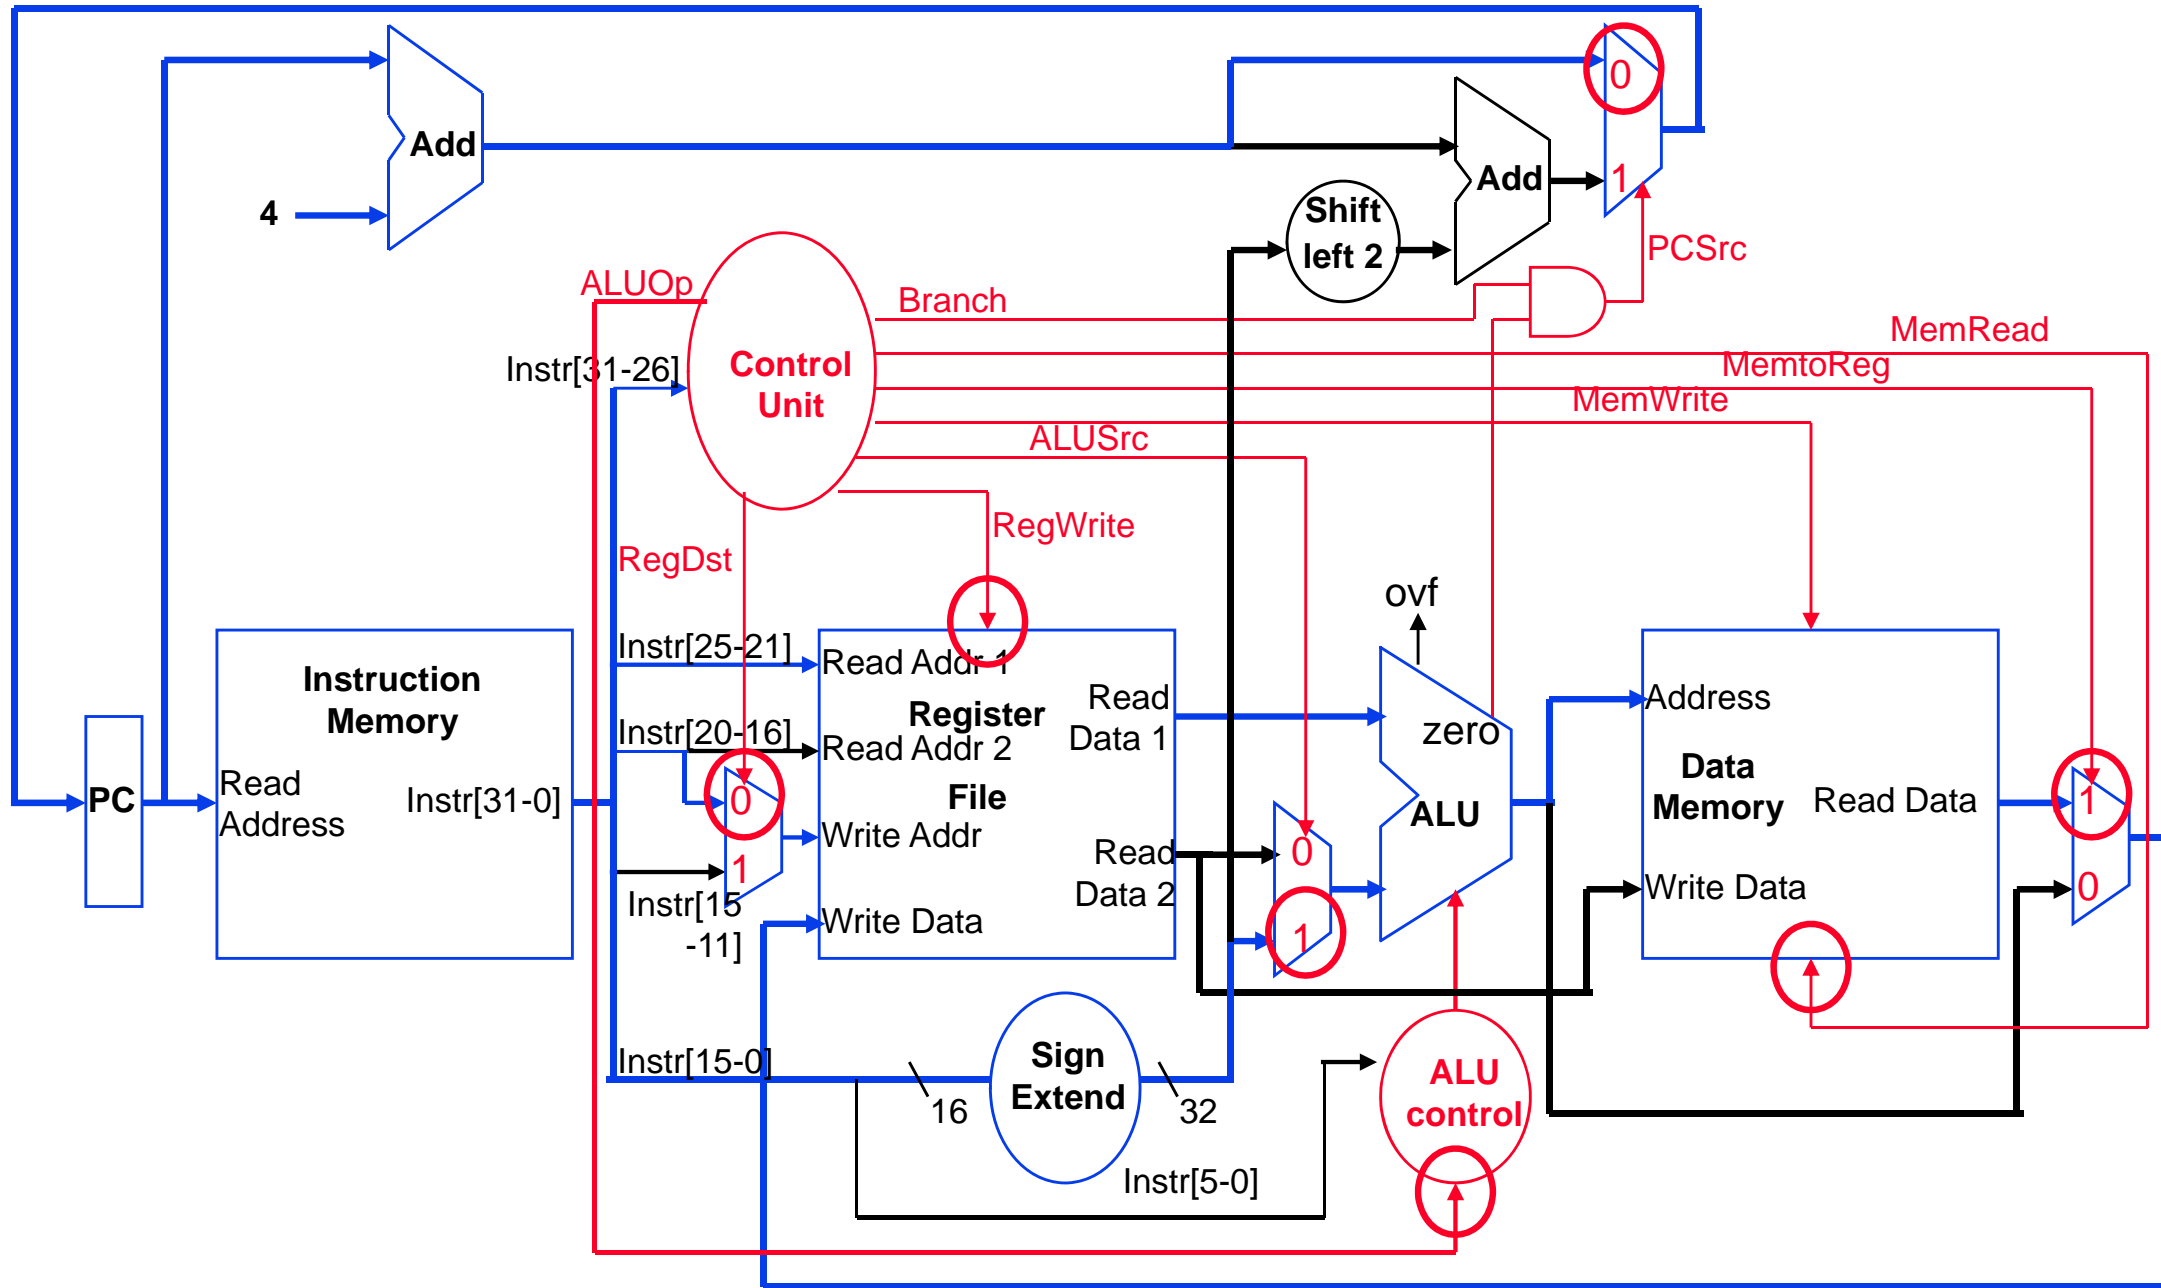 0
Add
Add
1
4
Shift
left 2
PCSrc
ALUOp
Branch
MemRead
Instr[31-26]
Control
Unit
MemtoReg
MemWrite
ALUSrc
RegWrite
RegDst
ovf
Instr[25-21]
Read Addr 1
Instruction
Memory
Register
Read
Data 1
Address
Instr[20-16]
Read Addr 2
zero
Data
Memory
PC
Read
Address
Instr[31-0]
0
File
Read Data
1
ALU
Write Addr
1
Read
Data 2
0
Write Data
0
Instr[15
-11]
Write Data
1
Instr[15-0]
Sign
Extend
16
32
ALU
control
Instr[5-0]